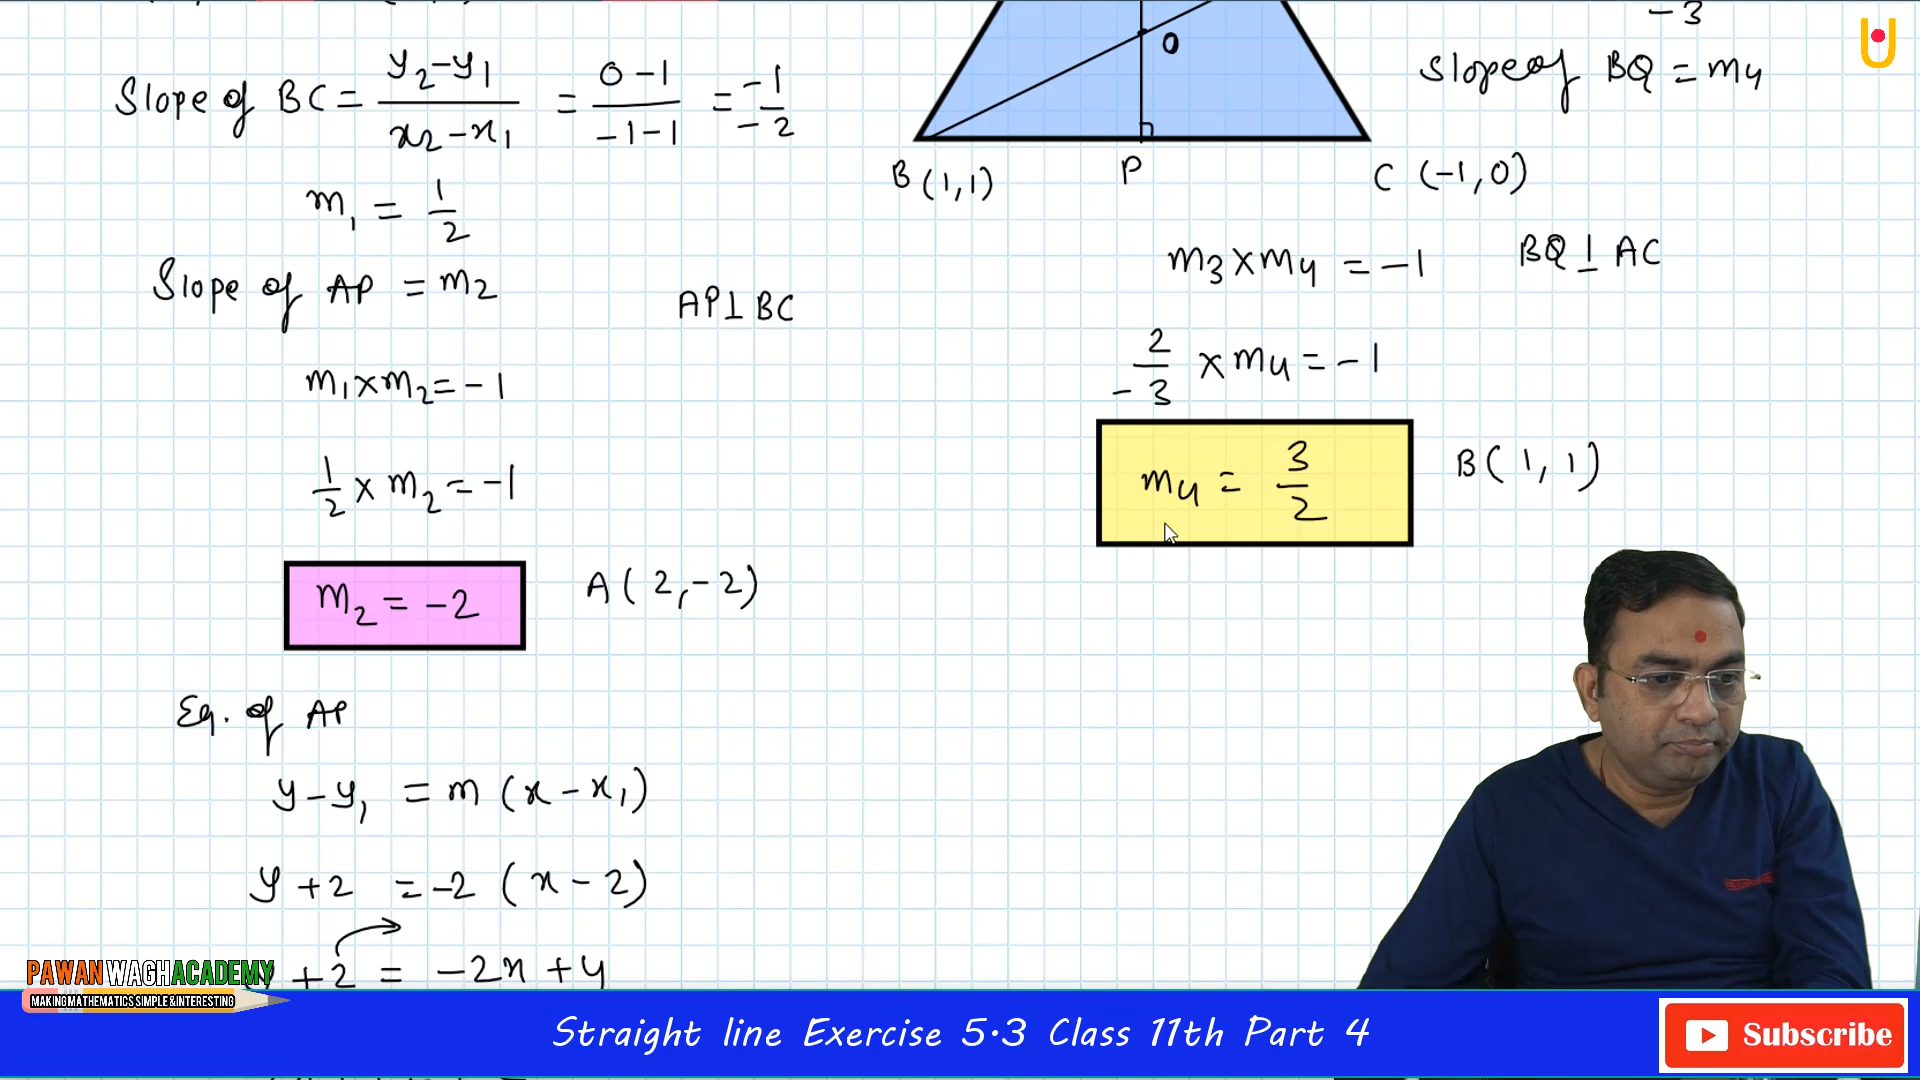 Slope of BC = y2-y1 / x2-x1 = 0-1 / -1-1 = -1 / -2
m1 = 1/2
Slope of AP = m2
AP⊥BC
m1×m2=-1
1/2 × m2 = -1
m2 = -2
A(2,-2)
Eq. of AP
y-y1 = m(x-x1)
y+2 = -2(x-2)
+2 = -2x+4
O
B(1,1)
P
C (-1,0)
-3
Slope of BQ = m4
m3×m4 = -1
BQ⊥AC
2/-3 × m4 = -1
m4 = 3/2
B(1,1)
PAWAN WAGH ACADEMY
MAKING MATHEMATICS SIMPLE & INTERESTING
Straight line Exercise 5.3 Class 11th Part 4
Subscribe